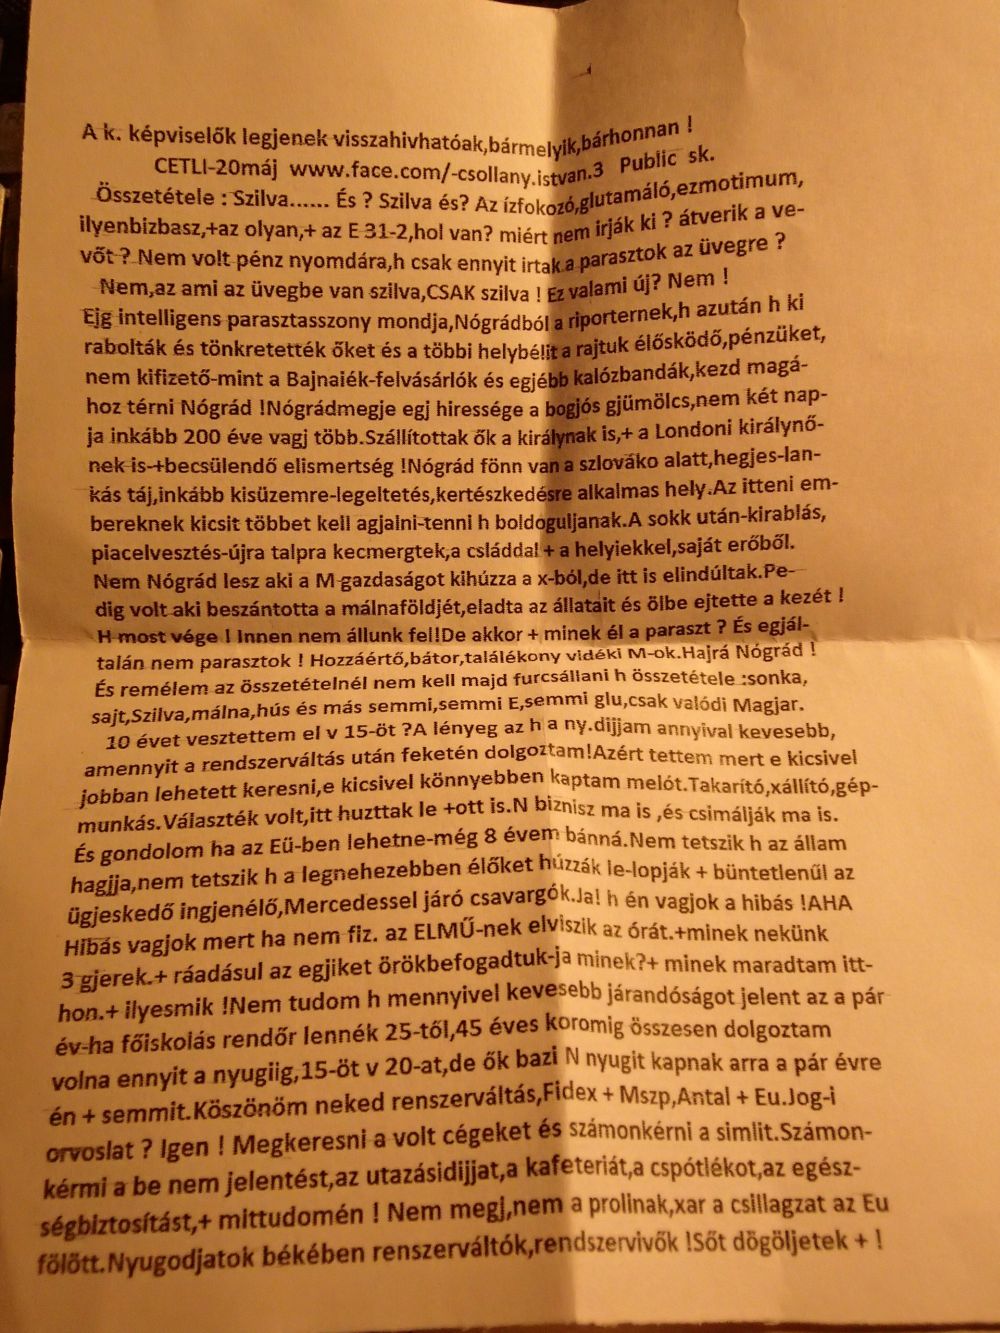 A k. képviselők legjenek visszahivhatóak,bármelyik,bárhonnan !
CETLI-20máj www.face.com/-csollany.istvan.3 Public sk.
Összetétele : Szilva...... És ? Szilva és? Az ízfokozó,glutamáló,ezmotimum,
ilyenbizbasz,+az olyan,+ az E 31-2,hol van? miért nem irják ki ? átverik a ve-
vőt ? Nem volt pénz nyomdára,h csak ennyit irtak a parasztok az üvegre ?
Nem,az ami az üvegbe van szilva,CSAK szilva ! Ez valami új? Nem !
Ejg intelligens parasztasszony mondja,Nógrádból a riporternek,h azután h ki
rabolták és tönkretették őket és a többi helybélit a rajtuk élősködő,pénzüket,
nem kifizető-mint a Bajnaiék-felvásárlók és egjébb kalózbandák,kezd magá-
hoz térni Nógrád !Nógrádmegje egj hiressége a bogjós gjümölcs,nem két nap-
ja inkább 200 éve vagj több.Szállítottak ők a királynak is,+ a Londoni királynő-
nek is-+becsülendő elismertség !Nógrád fönn van a szlováko alatt,hegjes-lan-
kás táj,inkább kisüzemre-legeltetés,kertészkedésre alkalmas hely.Az itteni em-
bereknek kicsit többet kell agjalni-tenni h boldoguljanak.A sokk után-kirablás,
piacelvesztés-újra talpra kecmergtek,a csláddal + a helyiekkel,saját erőből.
Nem Nógrád lesz aki a M-gazdaságot kihúzza a x-ból,de itt is elindúltak.Pe-
dig volt aki beszántotta a málnaföldjét,eladta az állatait és ölbe ejtette a kezét !
H most vége ! Innen nem állunk fel!De akkor + minek él a paraszt ? És egjál-
talán nem parasztok ! Hozzáértő,bátor,találékony vidéki M-ok.Hajrá Nógrád !
És remélem az összetételnél nem kell majd furcsállani h összetétele :sonka,
sajt,Szilva,málna,hús és más semmi,semmi E,semmi glu,csak valódi Magjar.
10 évet vesztettem el v 15-öt ?A lényeg az h a ny.dijjam annyival kevesebb,
amennyit a rendszerváltás után feketén dolgoztam!Azért tettem mert e kicsivel
jobban lehetett keresni,e kicsivel könnyebben kaptam melót.Takarító,xállító,gép-
munkás.Választék volt,itt huzttak le +ott is.N biznisz ma is ,és csimálják ma is.
És gondolom ha az Eü-ben lehetne-még 8 évem bánná.Nem tetszik h az állam
hagjja,nem tetszik h a legnehezebben élőket húzzák le-lopják + büntetlenűl az
ügjeskedő ingjenélő,Mercedessel járó csavargók.Ja! h én vagjok a hibás !AHA
Hibás vagjok mert ha nem fiz. az ELMŰ-nek elviszik az órát.+minek nekünk
3 gjerek.+ ráadásul az egjiket örökbefogadtuk-ja minek?+ minek maradtam itt-
hon.+ ilyesmik !Nem tudom h mennyivel kevesebb járandóságot jelent az a pár
év-ha főiskolás rendőr lennék 25-től,45 éves koromig összesen dolgoztam
volna ennyit a nyugiig,15-öt v 20-at,de ők bazi N nyugit kapnak arra a pár évre
én + semmit.Köszönöm neked renszerváltás,Fidex + Mszp,Antal + Eu.Jog-i
orvoslat ? Igen ! Megkeresni a volt cégeket és számonkérni a simlit.Számon-
kérmi a be nem jelentést,az utazásidijjat,a kafeteriát,a cspótlékot,az egész-
ségbiztosítást,+ mittudomén ! Nem megj,nem a prolinak,xar a csillagzat az Eu
fölött.Nyugodjatok békében renszerváltók,rendszervivők !Sőt dögöljetek + !